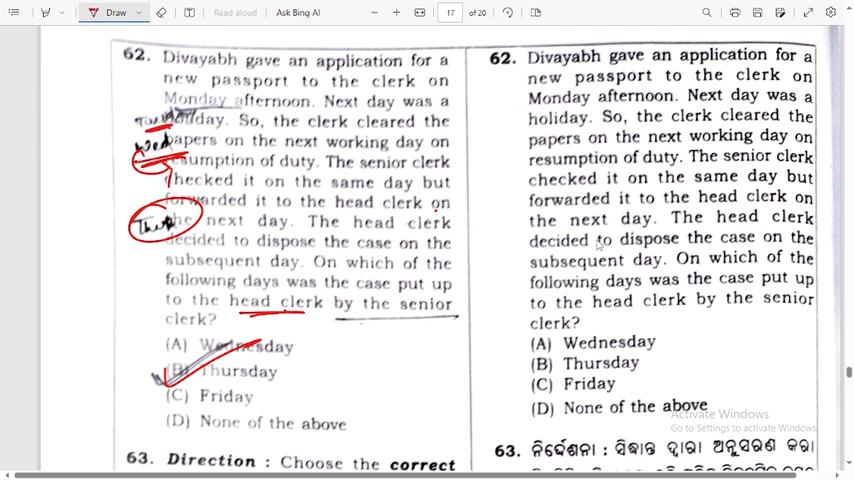 Draw
Read aloud
Ask Bing AI
17
of 20
62. Divayabh gave an application for a
new passport to the clerk on
Monday afternoon. Next day was a
holiday. So, the clerk cleared the
papers on the next working day on
resumption of duty. The senior clerk
checked it on the same day but
forwarded it to the head clerk on
the next day. The head clerk
decided to dispose the case on the
subsequent day. On which of the
following days was the case put up
to the head clerk by the senior
clerk?
(A) Wednesday
(B) Thursday
(C) Friday
(D) None of the above
63. Direction : Choose the correct
Wed
62. Divayabh gave an application for a
new passport to the clerk on
Monday afternoon. Next day was a
holiday. So, the clerk cleared the
papers on the next working day on
resumption of duty. The senior clerk
checked it on the same day but
forwarded it to the head clerk on
the next day. The head clerk
decided to dispose the case on the
subsequent day. On which of the
following days was the case put up
to the head clerk by the senior
clerk?
(A) Wednesday
(B) Thursday
(C) Friday
(D) None of the above
63. ନିର୍ଦ୍ଦେଶନା : ସିଦ୍ଧାନ୍ତ ଦ୍ୱାରା ଅନୁସରଣ କରା
Activate Windows
Go to Settings to activate Windows.